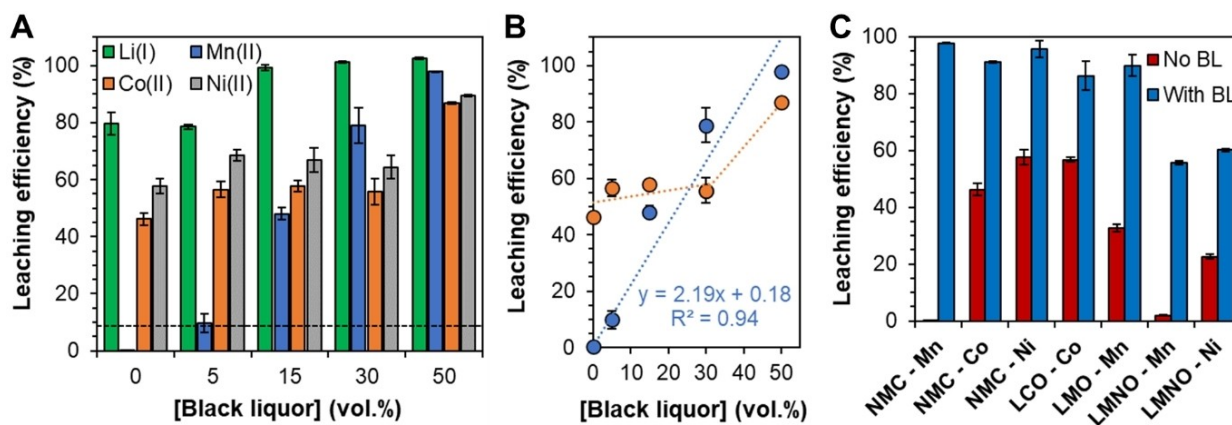 A
Li(I) Mn(II)
Co(II) Ni(II)
Leaching efficiency (%)
100
80
60
40
20
0
0 5 15 30 50
[Black liquor] (vol.%)
B
Leaching efficiency (%)
100
80
60
40
20
0
y = 2.19x + 0.18
R² = 0.94
0 10 20 30 40 50
[Black liquor] (vol.%)
C
No BL
With BL
Leaching efficiency (%)
100
80
60
40
20
0
NMC - Mn
NMC - Co
NMC - Ni
LCO - Co
LMO - Mn
LMNO - Mn
LMNO - Ni